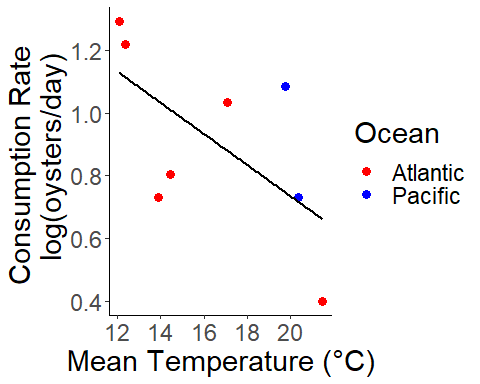 Consumption Rate
log(oysters/day)
1.2
1.0
0.8
0.6
0.4
12 14 16 18 20
Mean Temperature (°C)
Ocean
Atlantic
Pacific